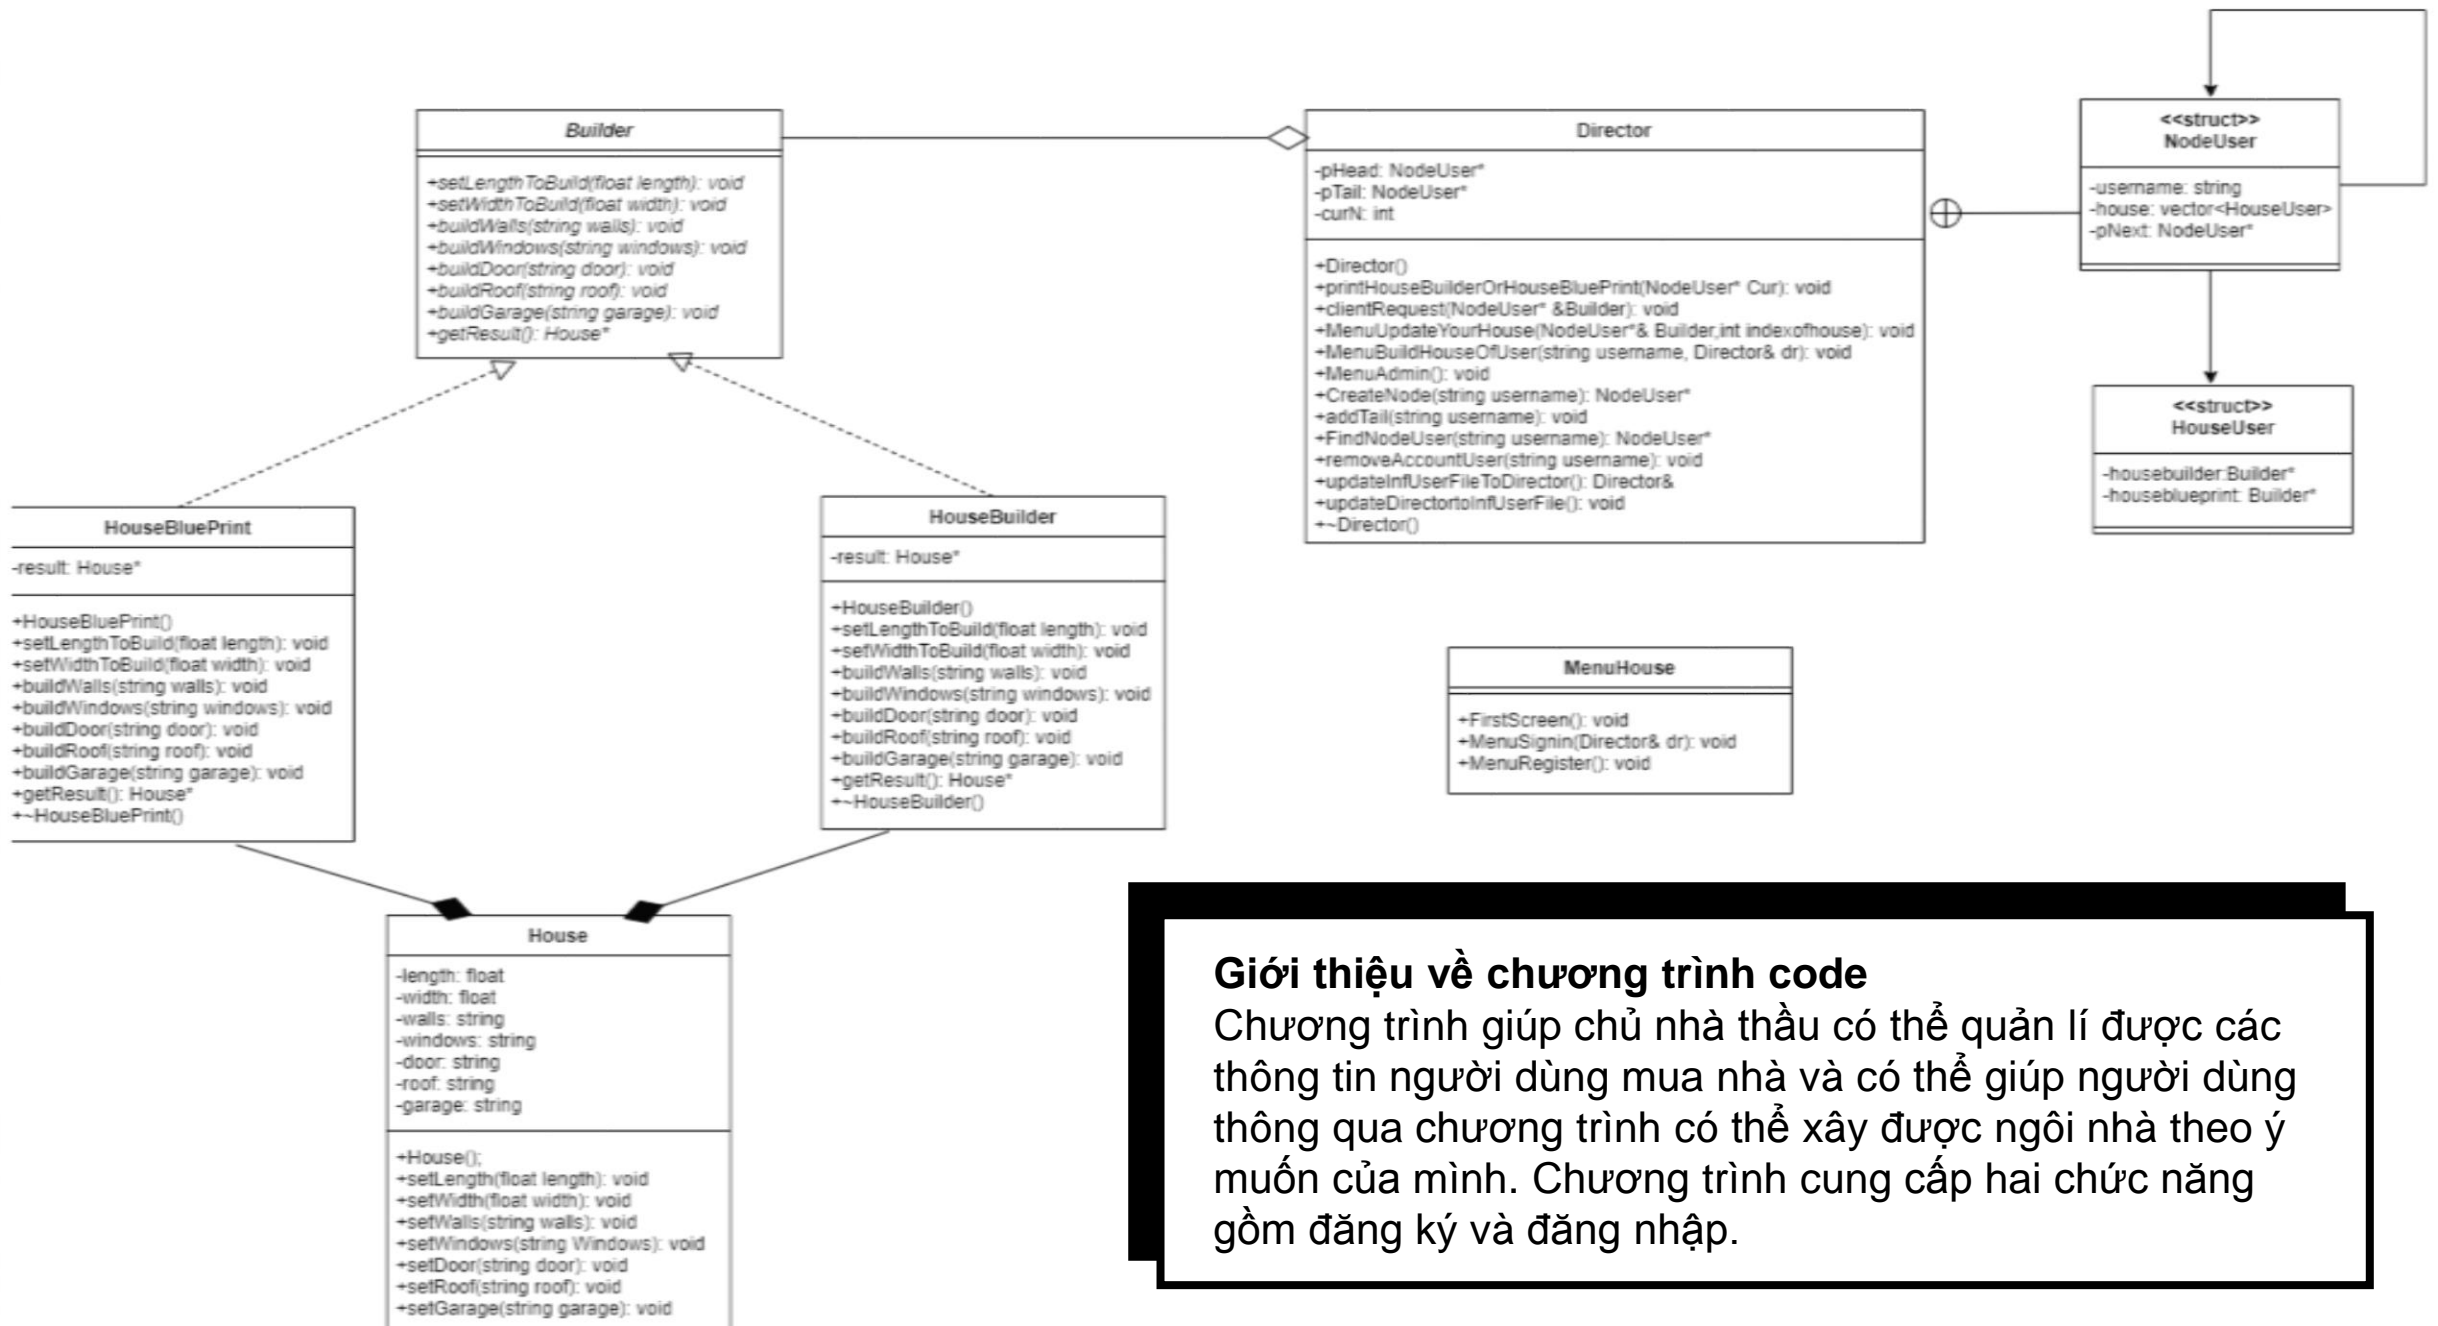 Builder
+setLengthToBuild(float length): void
+setWidthToBuild(float width): void
+buildWalls(string walls): void
+buildWindows(string windows): void
+buildDoor(string door): void
+buildRoof(string roof): void
+buildGarage(string garage): void
+getResult(): House*
Director
-pHead: NodeUser*
-pTail: NodeUser*
-curN: int
+Director()
+printHouseBuilderOrHouseBluePrint(NodeUser* Cur): void
+clientRequest(NodeUser* &Builder): void
+MenuUpdateYourHouse(NodeUser*& Builder,int indexofhouse): void
+MenuBuildHouseOfUser(string username, Director& dr): void
+MenuAdmin(): void
+CreateNode(string username): NodeUser*
+addTail(string username): void
+FindNodeUser(string username): NodeUser*
+removeAccountUser(string username): void
+updateInfUserFileToDirector(): Director&
+updateDirectortoInfUserFile(): void
+~Director()
<<struct>>
NodeUser
-username: string
-house: vector<HouseUser>
-pNext: NodeUser*
<<struct>>
HouseUser
-housebuilder:Builder*
-houseblueprint: Builder*
HouseBluePrint
-result: House*
+HouseBluePrint()
+setLengthToBuild(float length): void
+setWidthToBuild(float width): void
+buildWalls(string walls): void
+buildWindows(string windows): void
+buildDoor(string door): void
+buildRoof(string roof): void
+buildGarage(string garage): void
+getResult(): House*
+~HouseBluePrint()
HouseBuilder
-result: House*
+HouseBuilder()
+setLengthToBuild(float length): void
+setWidthToBuild(float width): void
+buildWalls(string walls): void
+buildWindows(string windows): void
+buildDoor(string door): void
+buildRoof(string roof): void
+buildGarage(string garage): void
+getResult(): House*
+~HouseBuilder()
MenuHouse
+FirstScreen(): void
+MenuSignin(Director& dr): void
+MenuRegister(): void
House
-length: float
-width: float
-walls: string
-windows: string
-door: string
-roof: string
-garage: string
+House();
+setLength(float length): void
+setWidth(float width): void
+setWalls(string walls): void
+setWindows(string Windows): void
+setDoor(string door): void
+setRoof(string roof): void
+setGarage(string garage): void
Giới thiệu về chương trình code
Chương trình giúp chủ nhà thầu có thể quản lí được các
thông tin người dùng mua nhà và có thể giúp người dùng
thông qua chương trình có thể xây được ngôi nhà theo ý
muốn của mình. Chương trình cung cấp hai chức năng
gồm đăng ký và đăng nhập.